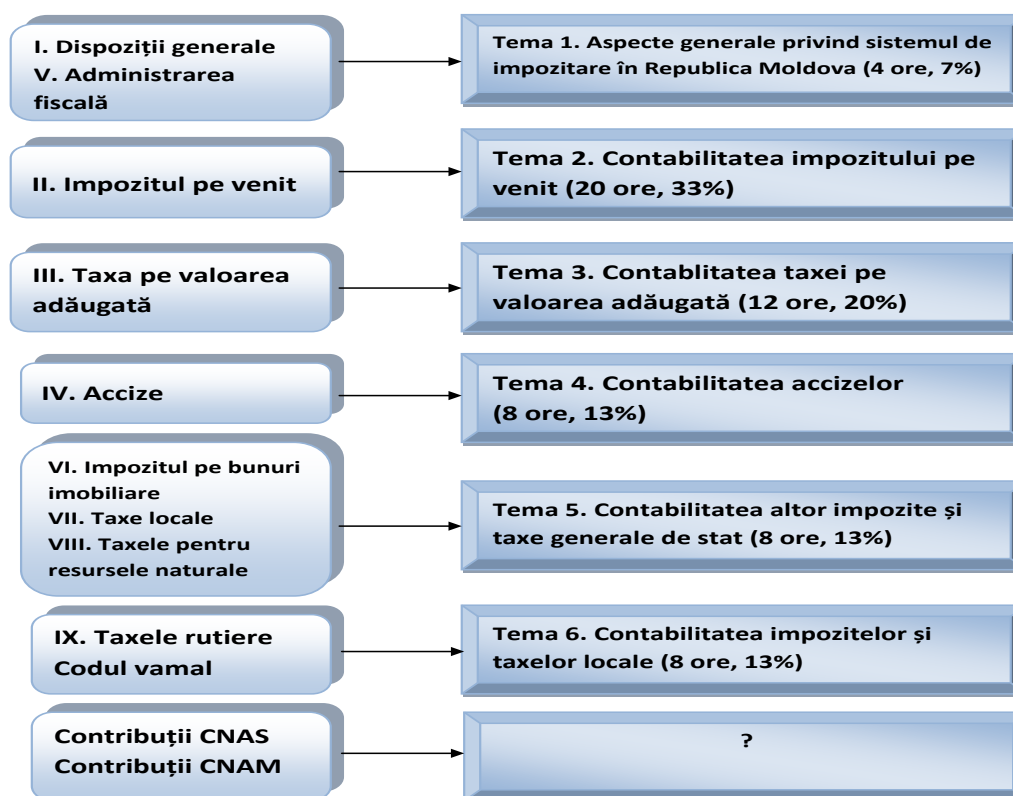 I. Dispoziții generale
V. Administrarea
fiscală
Tema 1. Aspecte generale privind sistemul de
impozitare în Republica Moldova (4 ore, 7%)
II. Impozitul pe venit
Tema 2. Contabilitatea impozitului pe
venit (20 ore, 33%)
III. Taxa pe valoarea
adăugată
Tema 3. Contablitatea taxei pe
valoarea adăugată (12 ore, 20%)
IV. Accize
Tema 4. Contabilitatea accizelor
(8 ore, 13%)
VI. Impozitul pe bunuri
imobiliare
VII. Taxe locale
VIII. Taxele pentru
resursele naturale
Tema 5. Contabilitatea altor impozite și
taxe generale de stat (8 ore, 13%)
IX. Taxele rutiere
Codul vamal
Tema 6. Contabilitatea impozitelor și
taxelor locale (8 ore, 13%)
Contribuții CNAS
Contribuții CNAM
?